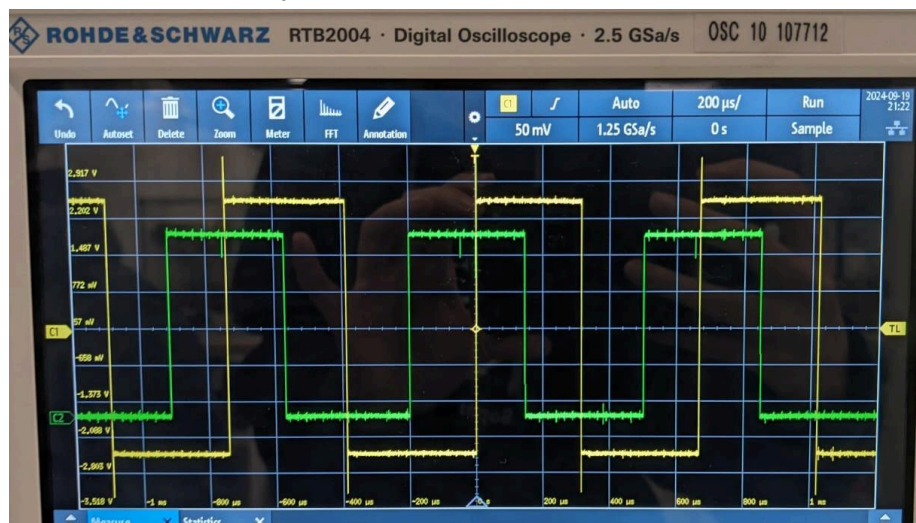 ROHDE&SCHWARZ RTB2004 · Digital Oscilloscope · 2.5 GSa/s OSC 10 107712
Undo Autoset Delete Zoom Meter FFT Annotation
C1 Auto 200 µs/ Run 2024-09-19
21:22
50 mV 1.25 GSa/s 0 s Sample
T
2.917 V
2.202 V
1.487 V
772 mV
C1 57 mV TL
-658 mV
-1.373 V
C2
-2.088 V
-2.803 V
-3.518 V -1 ms -800 µs -600 µs -400 µs -200 µs 0 s 200 µs 400 µs 600 µs 800 µs 1 ms
Measure X Statistics X